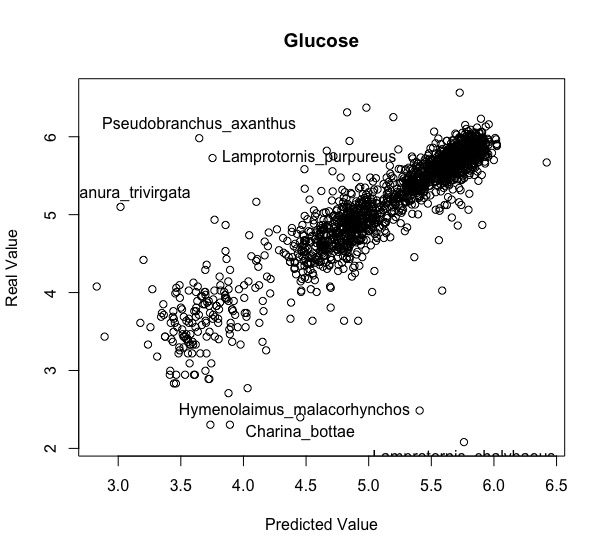 Glucose
Pseudobranchus_axanthus
Lamprotornis_purpureus
anura_trivirgata
Hymenolaimus_malacorhynchos
Charina_bottae
Lamprotornis_chalybaeus
Real Value
6
5
4
3
2
3.0 3.5 4.0 4.5 5.0 5.5 6.0 6.5
Predicted Value